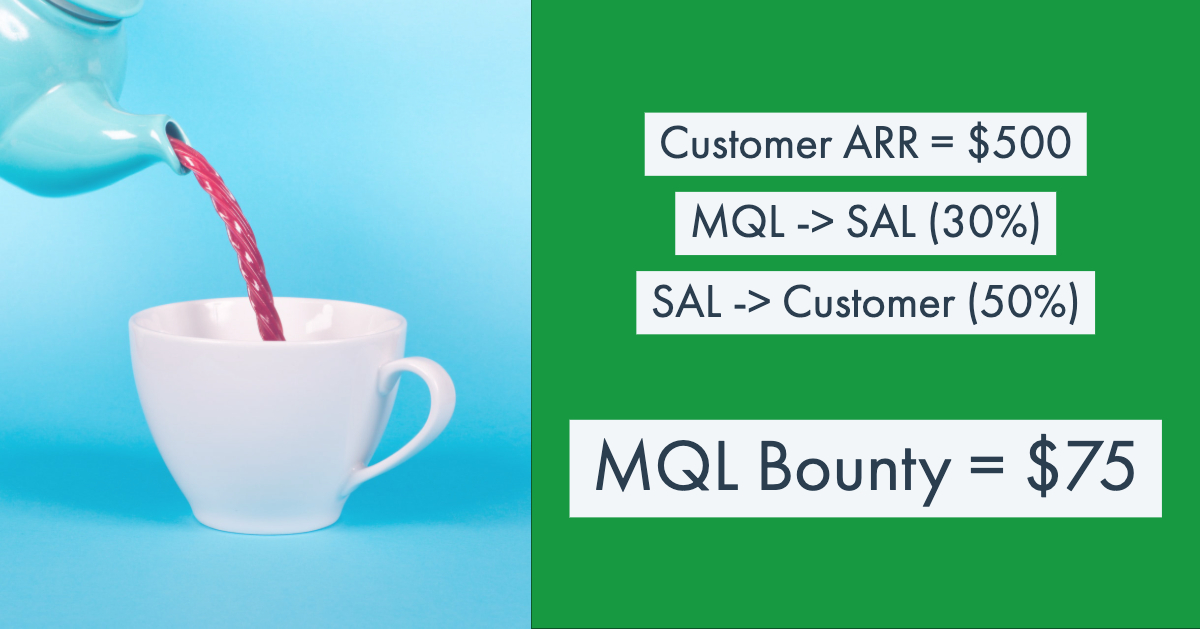 Customer ARR = $500
MQL -> SAL (30%)
SAL -> Customer (50%)
MQL Bounty = $75